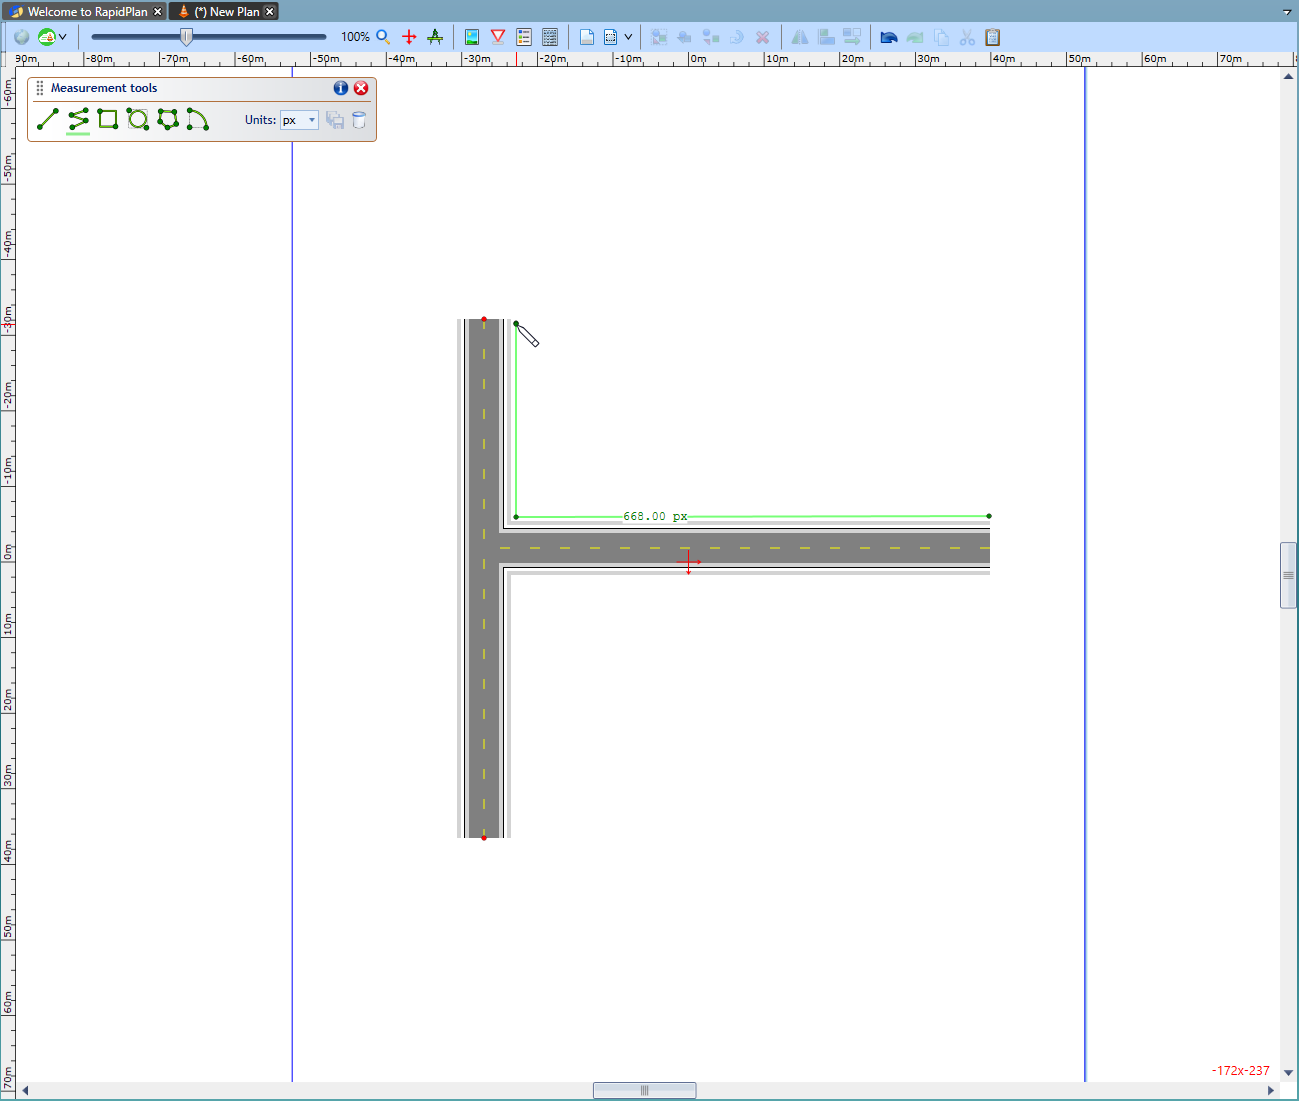 Welcome to RapidPlan
(*) New Plan
100%
90m -80m -70m -60m -50m -40m -30m -20m -10m 0m 10m 20m 30m 40m 50m 60m 70m
Measurement tools
Units: px
-60m
-50m
-40m
-30m
-20m
-10m
0m
10m
20m
30m
40m
50m
60m
70m
668.00 px
-172x-237